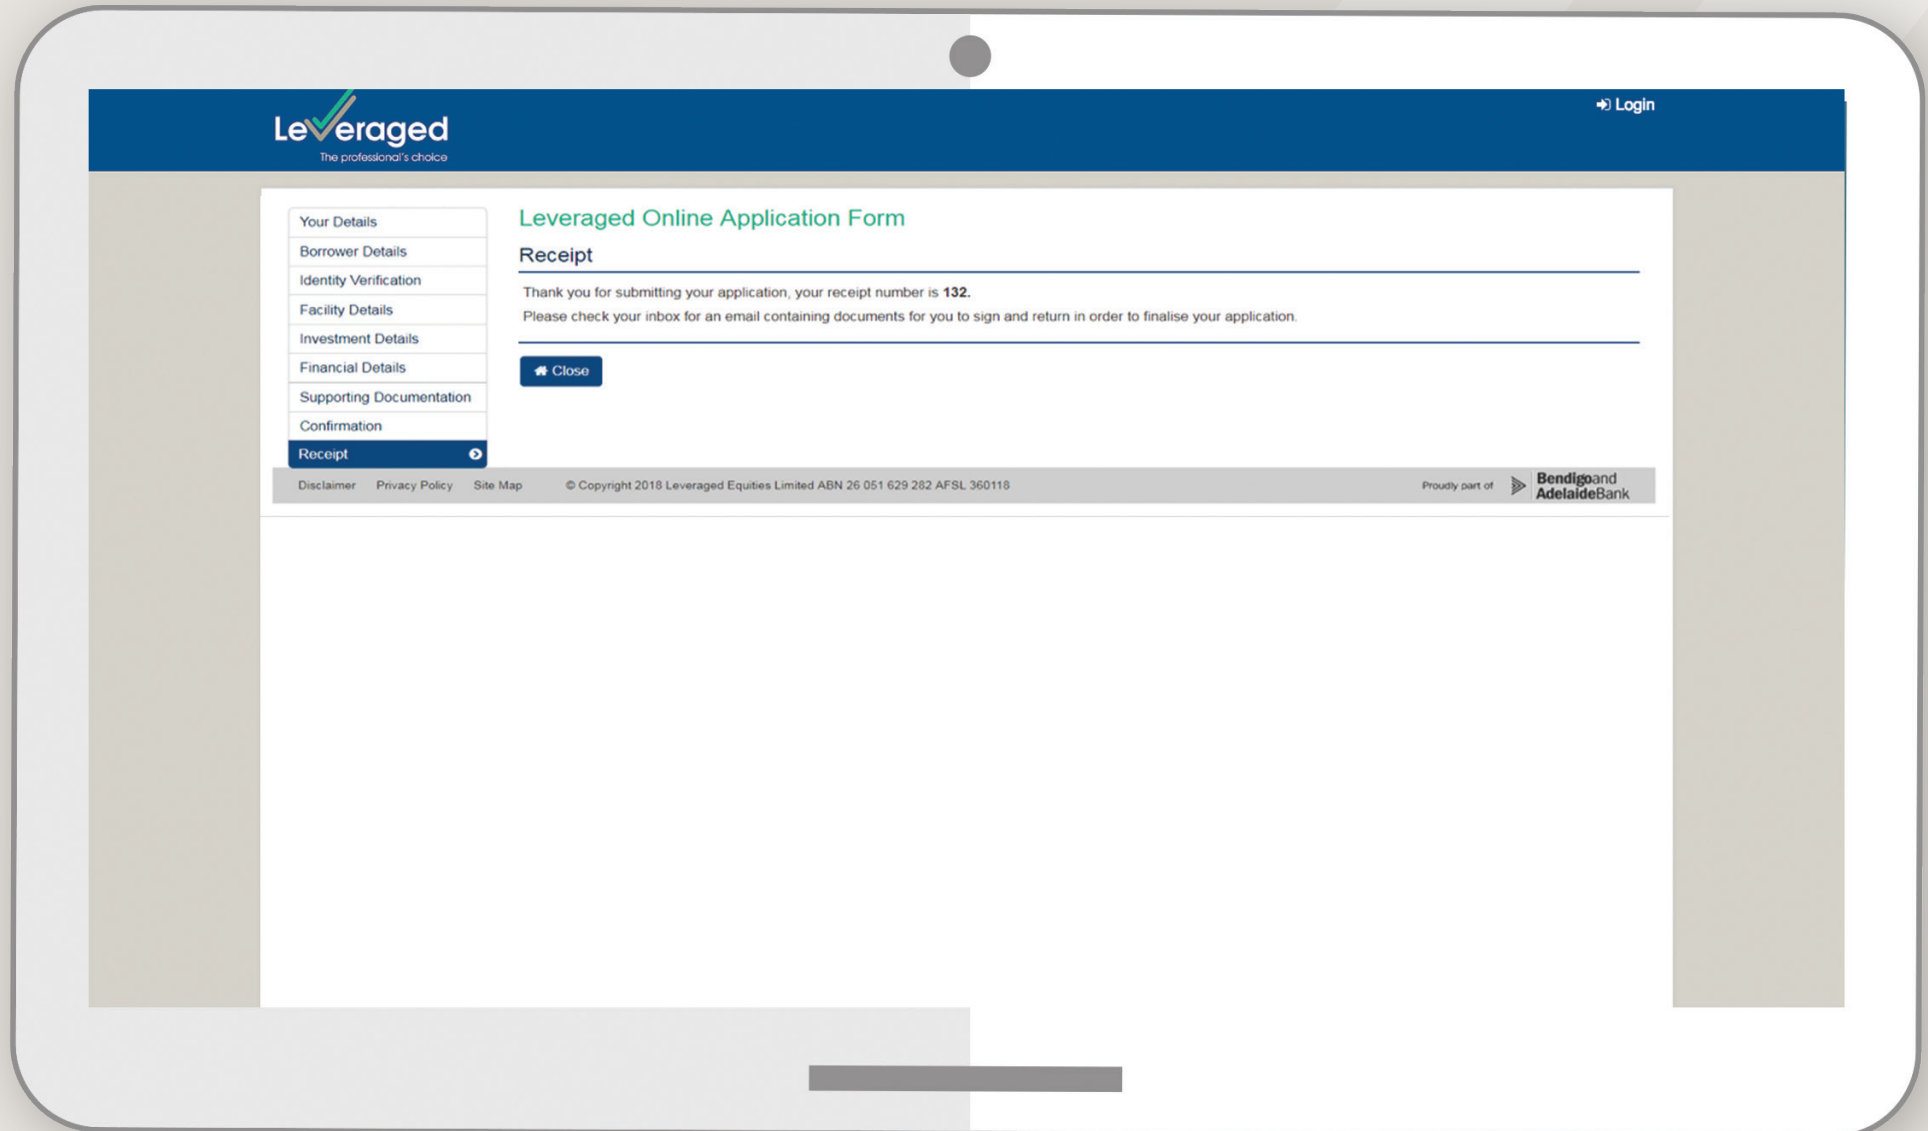 Leveraged
The professional's choice
Login
Your Details
Borrower Details
Identity Verification
Facility Details
Investment Details
Financial Details
Supporting Documentation
Confirmation
Receipt
Leveraged Online Application Form
Receipt
Thank you for submitting your application, your receipt number is 132.
Please check your inbox for an email containing documents for you to sign and return in order to finalise your application.
Close
Disclaimer Privacy Policy Site Map © Copyright 2018 Leveraged Equities Limited ABN 26 051 629 282 AFSL 360118
Proudly part of
Bendigoand
AdelaideBank